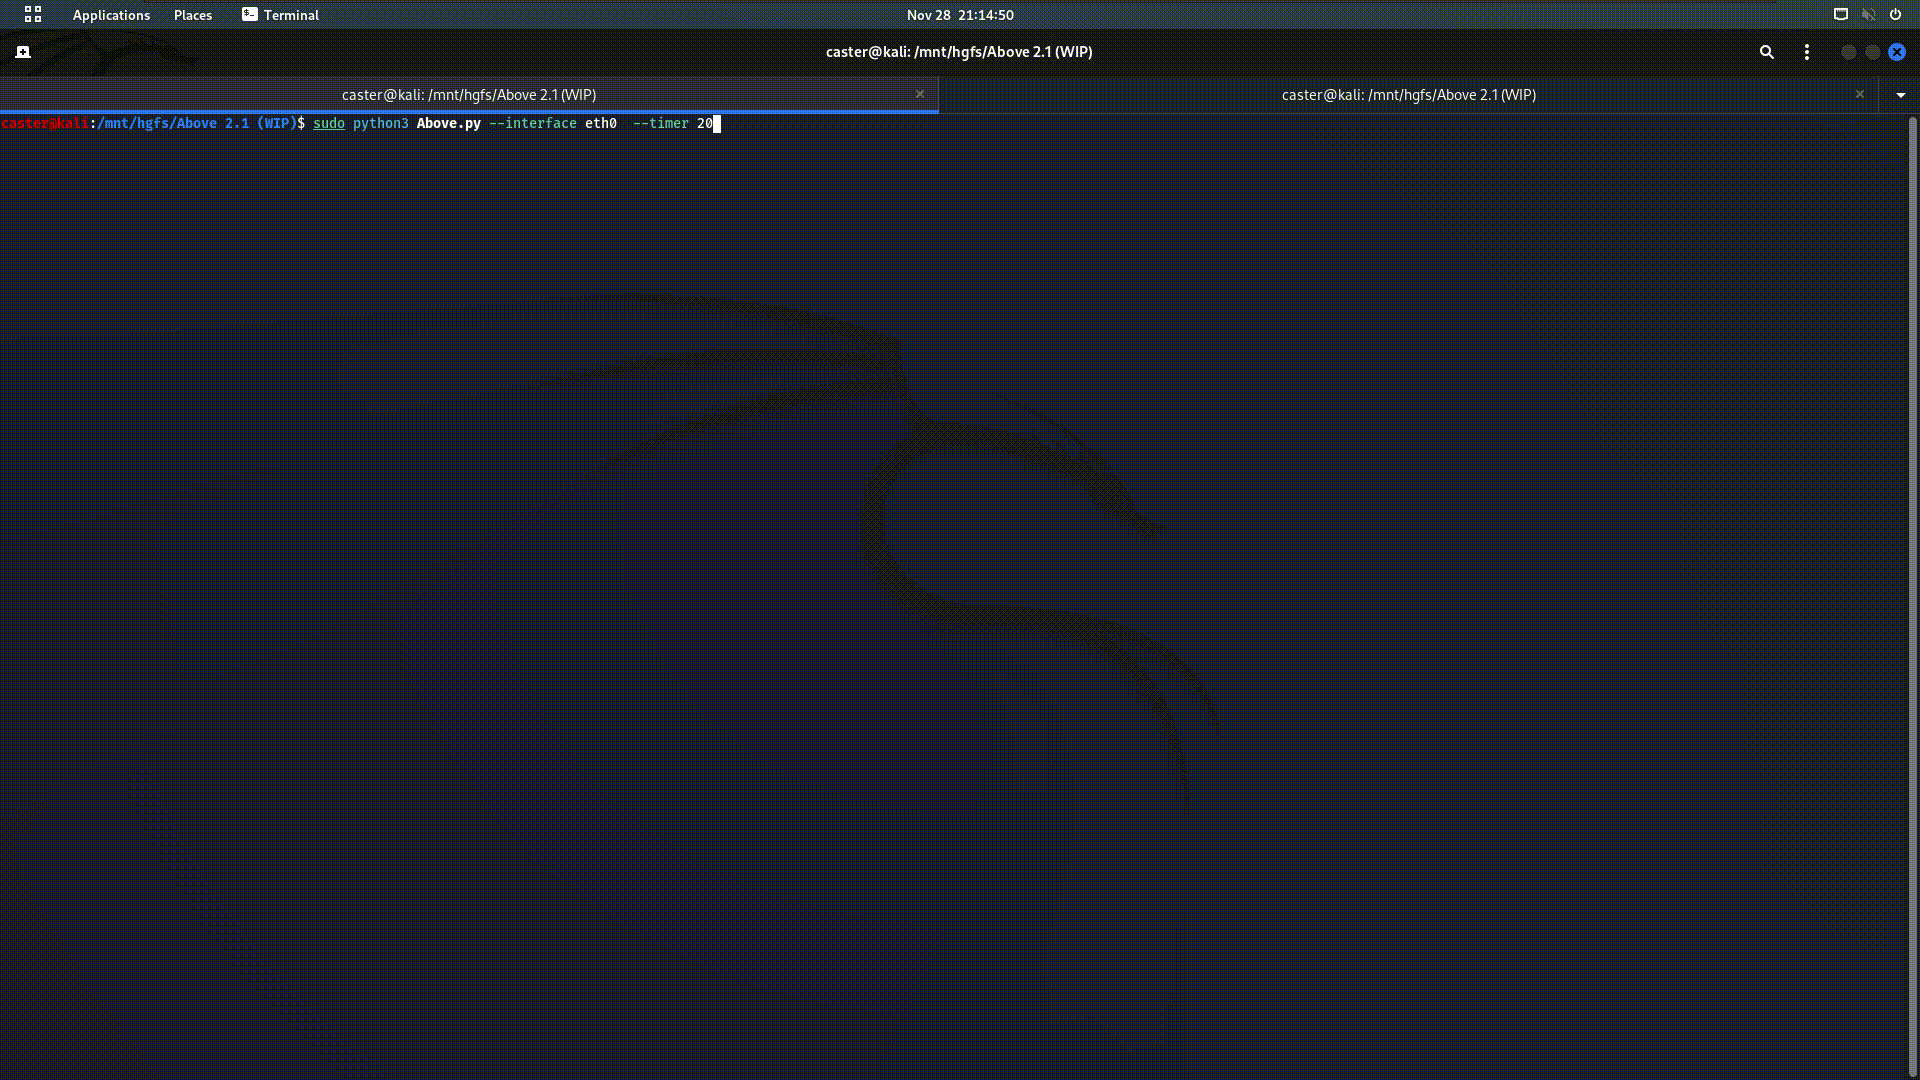 Applications Places Terminal Nov 28 21:14:50
caster@kali: /mnt/hgfs/Above 2.1 (WIP)
caster@kali: /mnt/hgfs/Above 2.1 (WIP) caster@kali: /mnt/hgfs/Above 2.1 (WIP)
caster@kali:/mnt/hgfs/Above 2.1 (WIP)$ sudo python3 Above.py --interface eth0  --timer 20